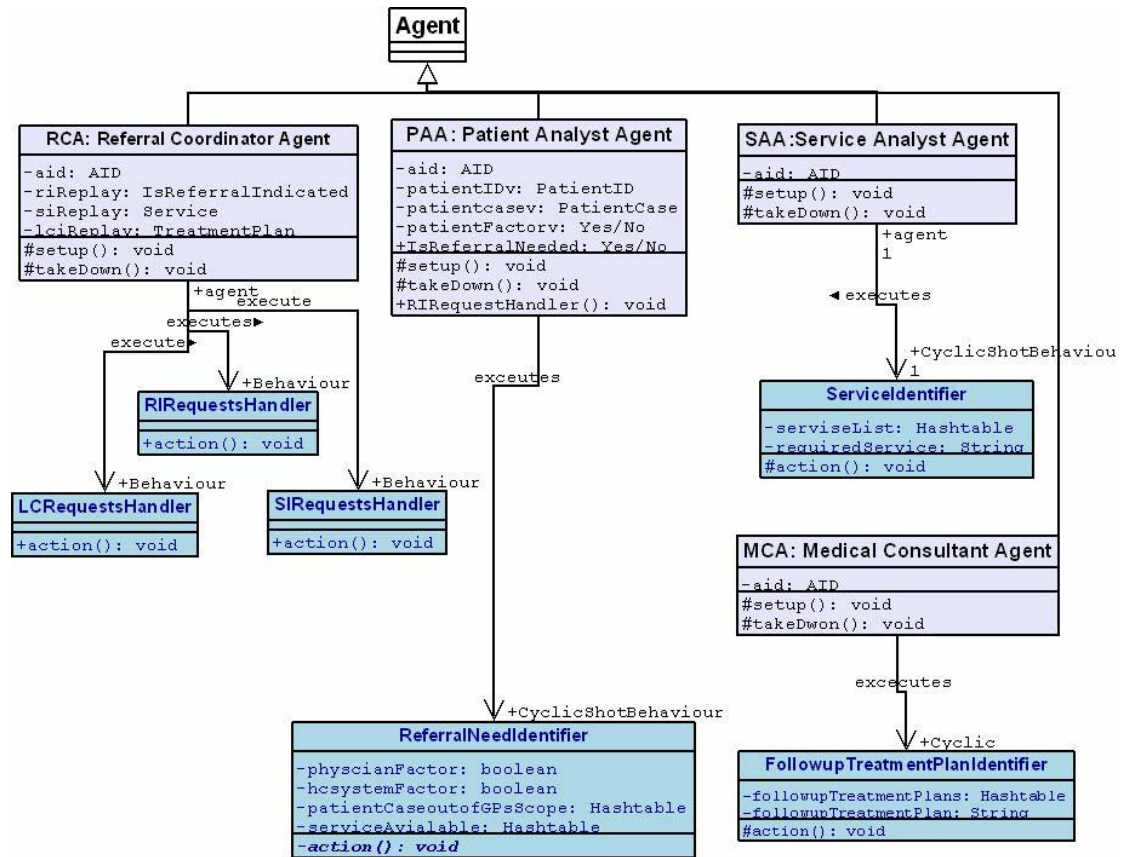 Agent
RCA: Referral Coordinator Agent
-aid: AID
-riReplay: IsReferralIndicated
-siReplay: Service
-lciReplay: TreatmentPlan
#setup(): void
#takeDown(): void
PAA: Patient Analyst Agent
-aid: AID
-patientIDv: PatientID
-patientcasev: PatientCase
-patientFactorv: Yes/No
+IsReferralNeeded: Yes/No
#setup(): void
#takeDown(): void
+RIRequestHandler(): void
SAA:Service Analyst Agent
-aid: AID
#setup(): void
#takeDown(): void
+agent
execute
executes►
execute►
+agent
1
◄ executes
+CyclicShotBehaviou
1
exceutes
+Behaviour
RIRequestsHandler
+action(): void
+Behaviour
LCRequestsHandler
+action(): void
+Behaviour
SIRequestsHandler
+action(): void
ServiceIdentifier
-serviseList: Hashtable
-requiredService: String
#action(): void
MCA: Medical Consultant Agent
-aid: AID
#setup(): void
#takeDwon(): void
excecutes
+CyclicShotBehaviour
ReferralNeedIdentifier
-physcianFactor: boolean
-hcsystemFactor: boolean
-patientCaseoutofGPsScope: Hashtable
-serviceAvialable: Hashtable
-action(): void
+Cyclic
FollowupTreatmentPlanIdentifier
-followupTreatmentPlans: Hashtable
-followupTreatmentPlan: String
#action(): void